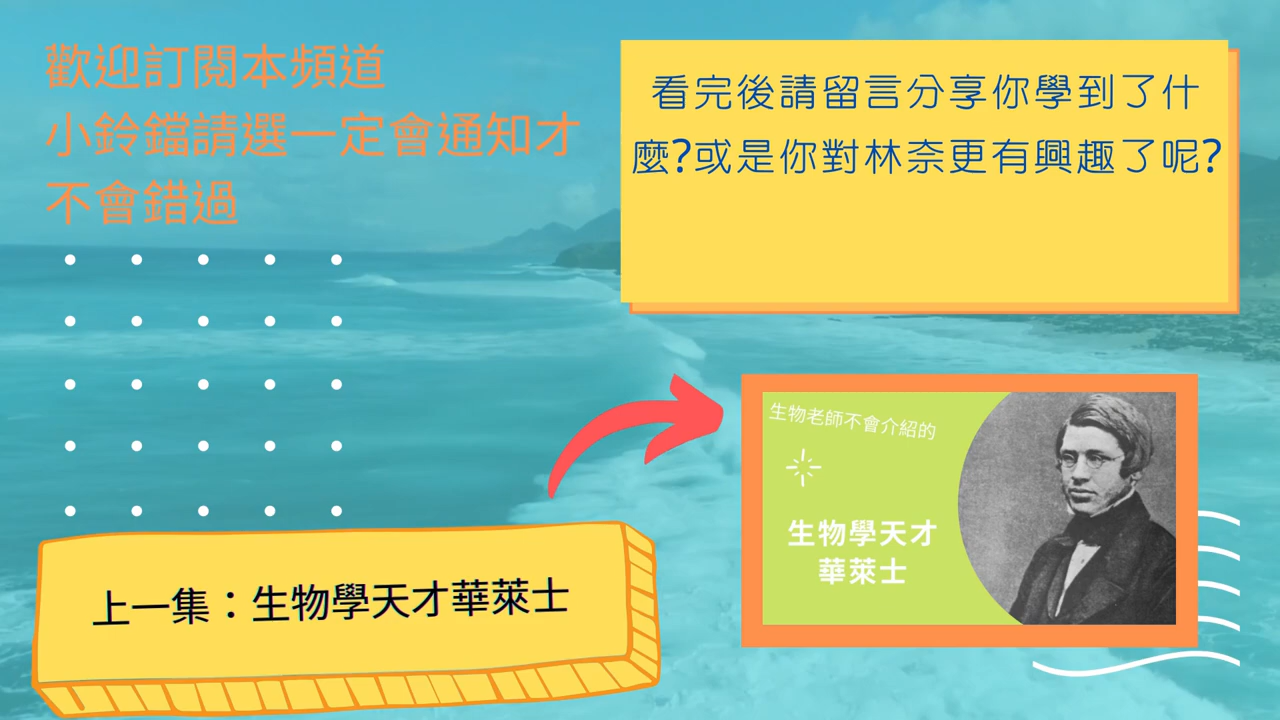 歡迎訂閱本頻道
小鈴鐺請選一定會通知才
不會錯過
看完後請留言分享你學到了什
麼?或是你對林奈更有興趣了呢?
生物老師不會介紹的
生物學天才
華萊士
上一集：生物學天才華萊士